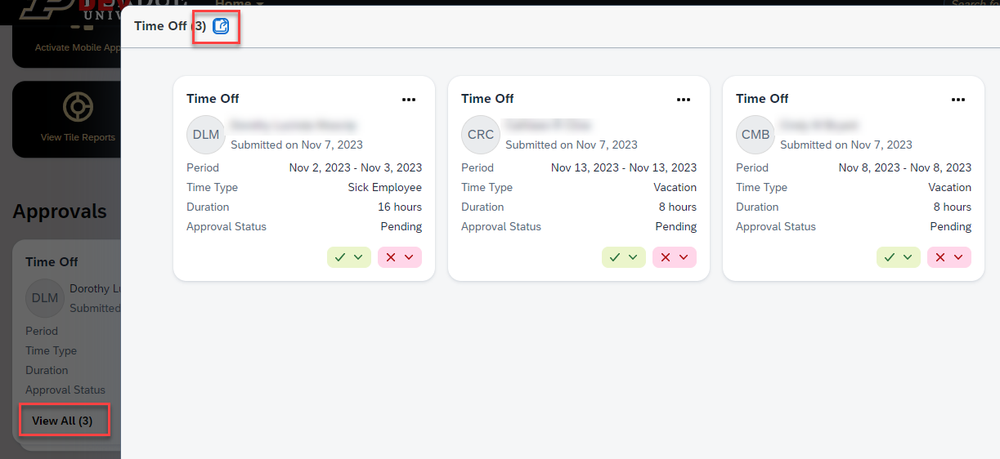 UNIV
DEV
Home
Search fo
Activate Mobile App
View Tile Reports
Approvals
Time Off
DLM
Dorothy Lu
Submitted
Period
Time Type
Duration
Approval Status
View All (3)
Time Off (3)
Time Off
DLM
Submitted on Nov 7, 2023
Period Nov 2, 2023 - Nov 3, 2023
Time Type Sick Employee
Duration 16 hours
Approval Status Pending
Time Off
CRC
Submitted on Nov 7, 2023
Period Nov 13, 2023 - Nov 13, 2023
Time Type Vacation
Duration 8 hours
Approval Status Pending
Time Off
CMB
Submitted on Nov 7, 2023
Period Nov 8, 2023 - Nov 8, 2023
Time Type Vacation
Duration 8 hours
Approval Status Pending